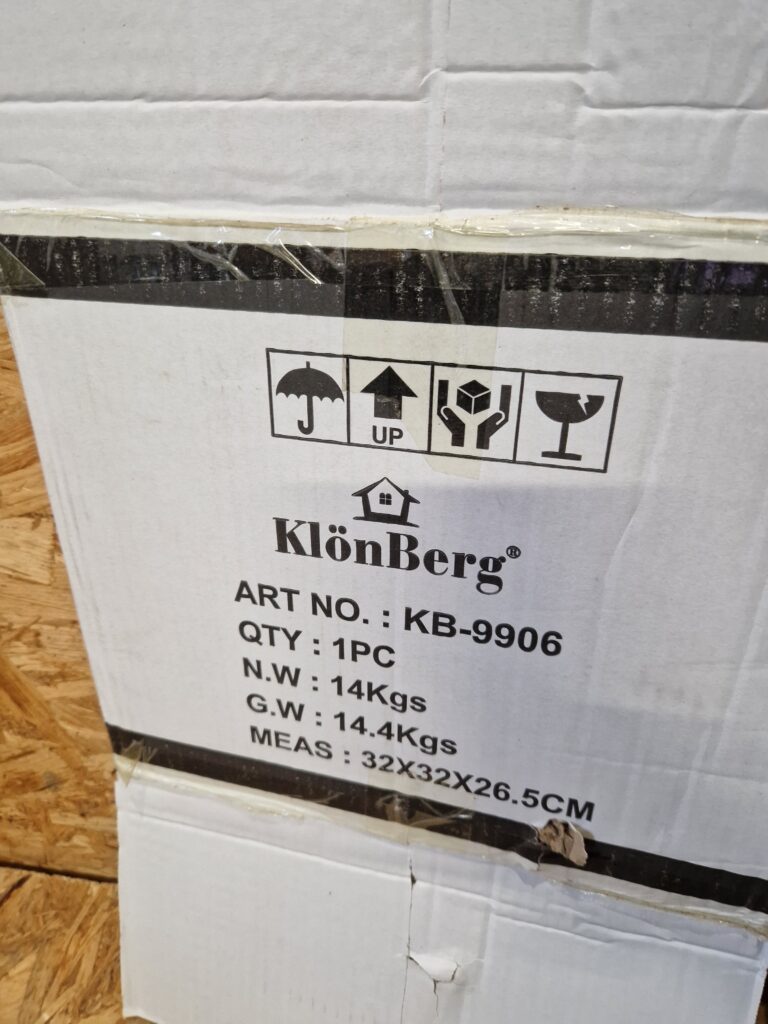 UP
KlönBerg®
ART NO. : KB-9906
QTY : 1PC
N.W : 14Kgs
G.W : 14.4Kgs
MEAS : 32X32X26.5CM